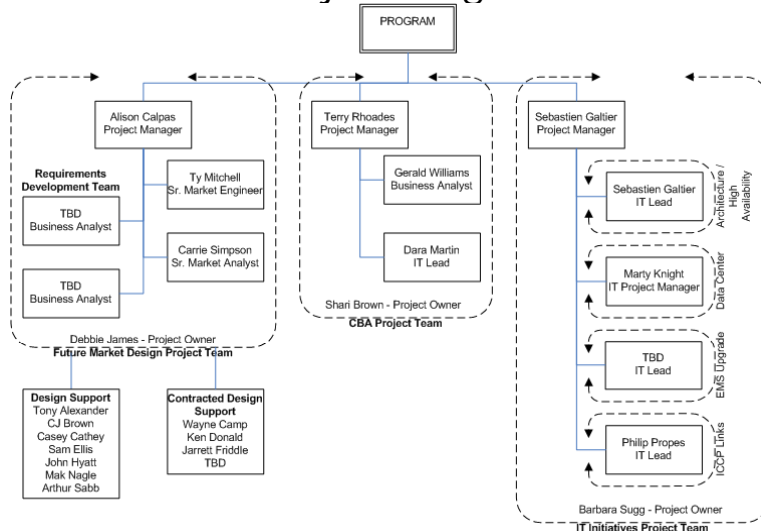 PROGRAM
Alison Calpas
Project Manager
Terry Rhoades
Project Manager
Sebastien Galtier
Project Manager
Requirements
Development Team
TBD
Business Analyst
TBD
Business Analyst
Ty Mitchell
Sr. Market Engineer
Carrie Simpson
Sr. Market Analyst
Debbie James - Project Owner
Future Market Design Project Team
Gerald Williams
Business Analyst
Dara Martin
IT Lead
Shari Brown - Project Owner
CBA Project Team
Sebastien Galtier
IT Lead
Architecture /
High
Availability
Marty Knight
IT Project Manager
Data Center
TBD
IT Lead
EMS Upgrade
Philip Propes
IT Lead
ICCP Links
Barbara Sugg - Project Owner
IT Initiatives Project Team
Design Support
Tony Alexander
CJ Brown
Casey Cathey
Sam Ellis
John Hyatt
Mak Nagle
Arthur Sabb
Contracted Design
Support
Wayne Camp
Ken Donald
Jarrett Friddle
TBD